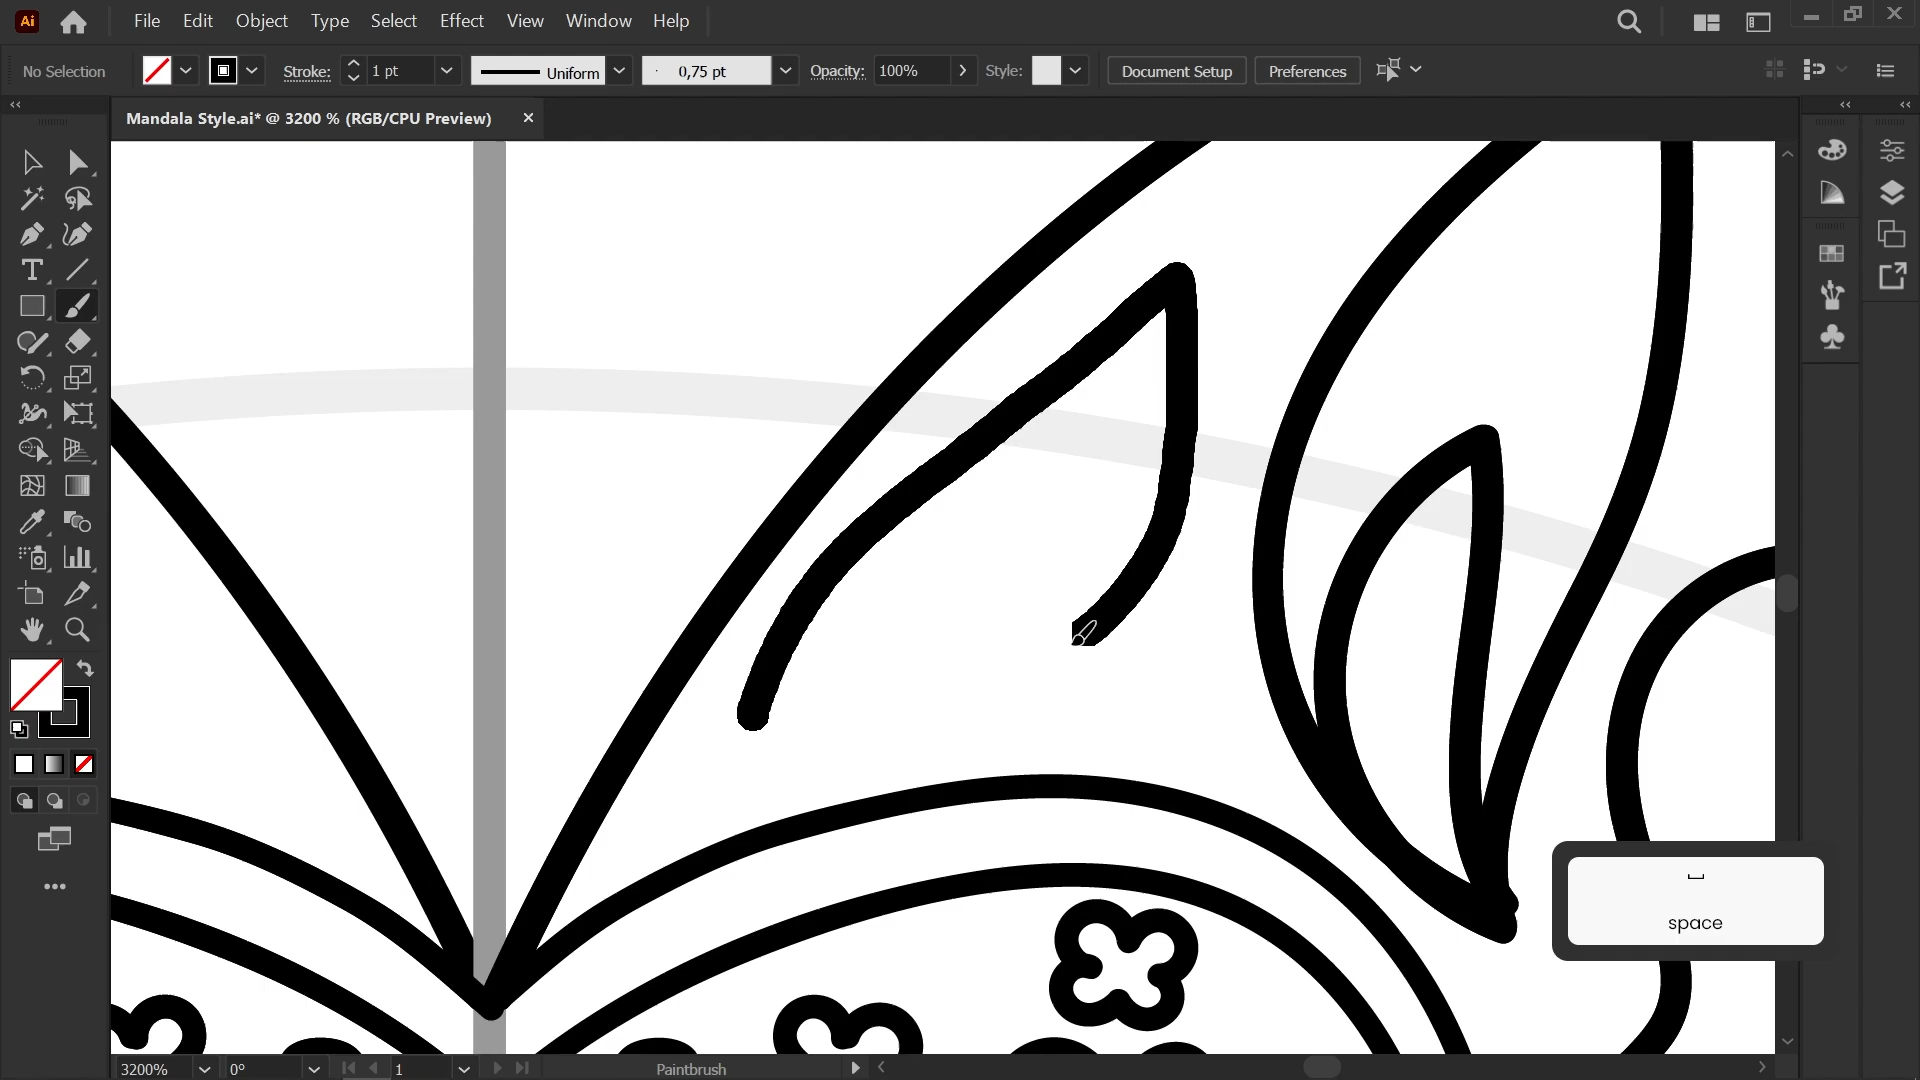 Ai File Edit Object Type Select Effect View Window Help
No Selection Stroke: 1 pt Uniform 0,75 pt Opacity: 100% Style: Document Setup Preferences
Mandala Style.ai* @ 3200 % (RGB/CPU Preview)
space
3200% 0° 1 Paintbrush